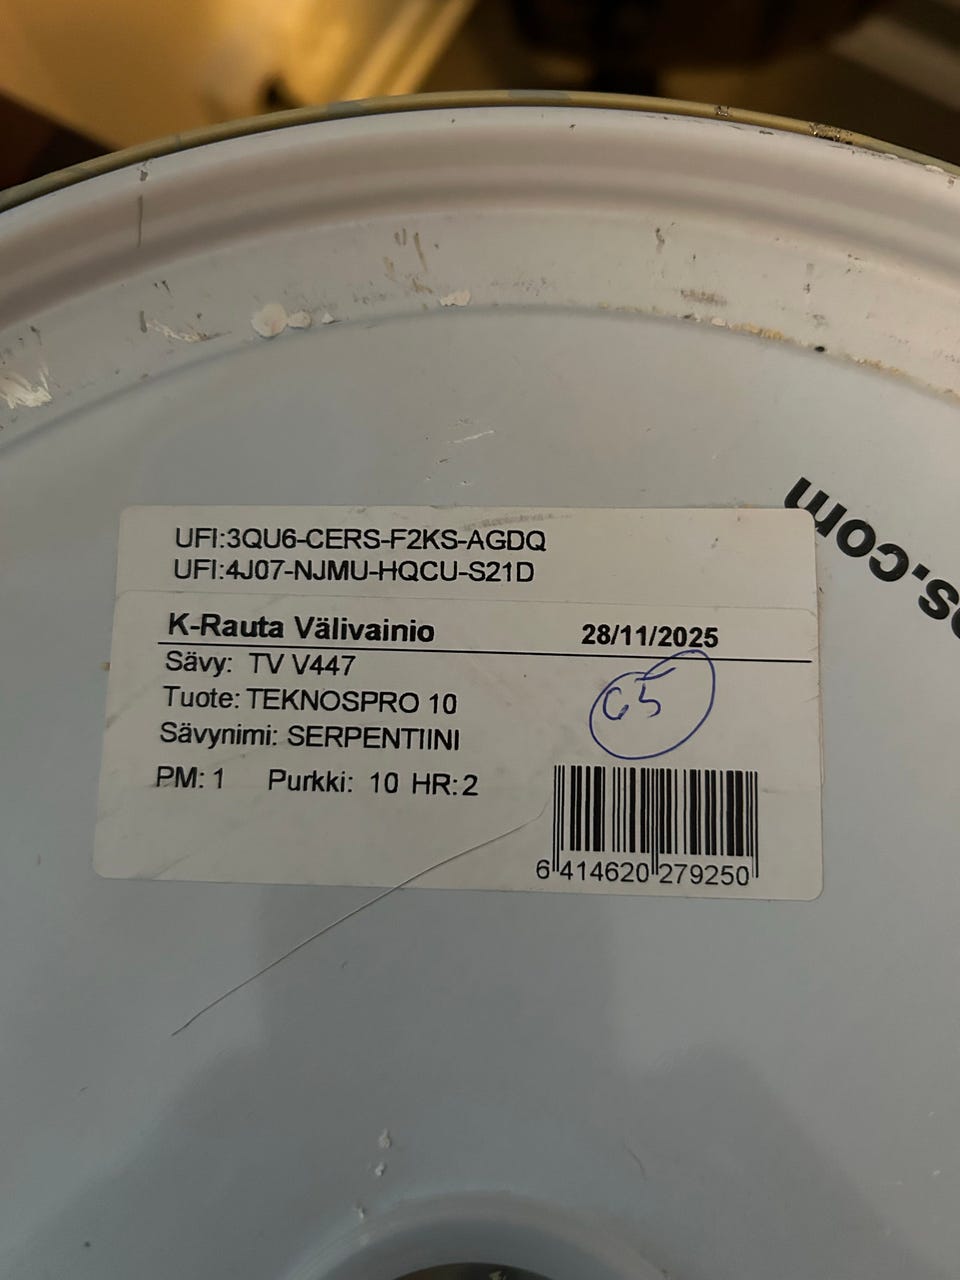 s.com
UFI:3QU6-CERS-F2KS-AGDQ
UFI:4J07-NJMU-HQCU-S21D
K-Rauta Välivainio 28/11/2025
Sävy: TV V447
Tuote: TEKNOSPRO 10
Sävynimi: SERPENTIINI
PM: 1 Purkki: 10 HR: 2
6 414620 279250